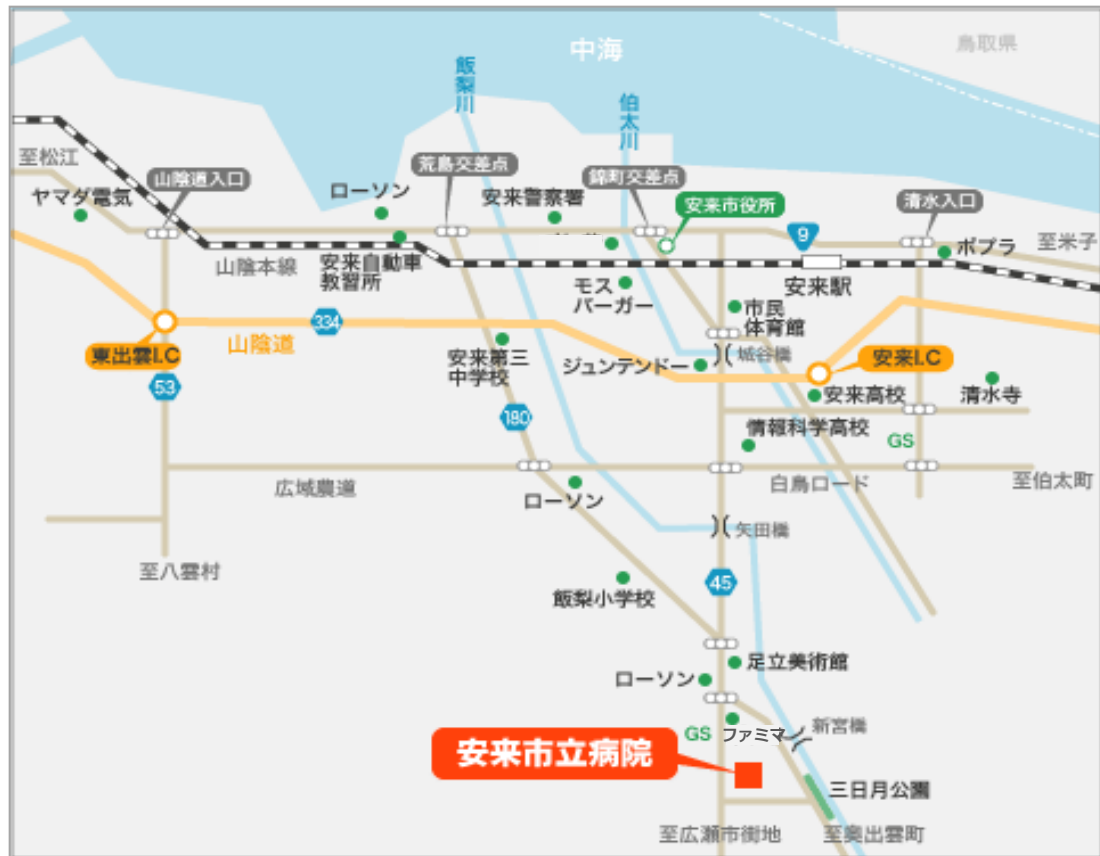 中海
鳥取県
飯梨川
伯太川
至松江
山陰道入口
荒島交差点
錦町交差点
ヤマダ電気
ローソン
安来警察署
安来市役所
清水入口
9
ポプラ
至米子
山陰本線
安来自動車
教習所
モス
バーガー
安来駅
市民
体育館
334
山陰道
東出雲I.C
安来第三
中学校
ジュンテンドー
城谷橋
安来I.C
53
180
安来高校
清水寺
情報科学高校
GS
広域農道
ローソン
白鳥ロード
至伯太町
矢田橋
至八雲村
飯梨小学校
45
足立美術館
ローソン
GS
ファミマ
新宮橋
安来市立病院
三日月公園
至広瀬市街地
至奥出雲町